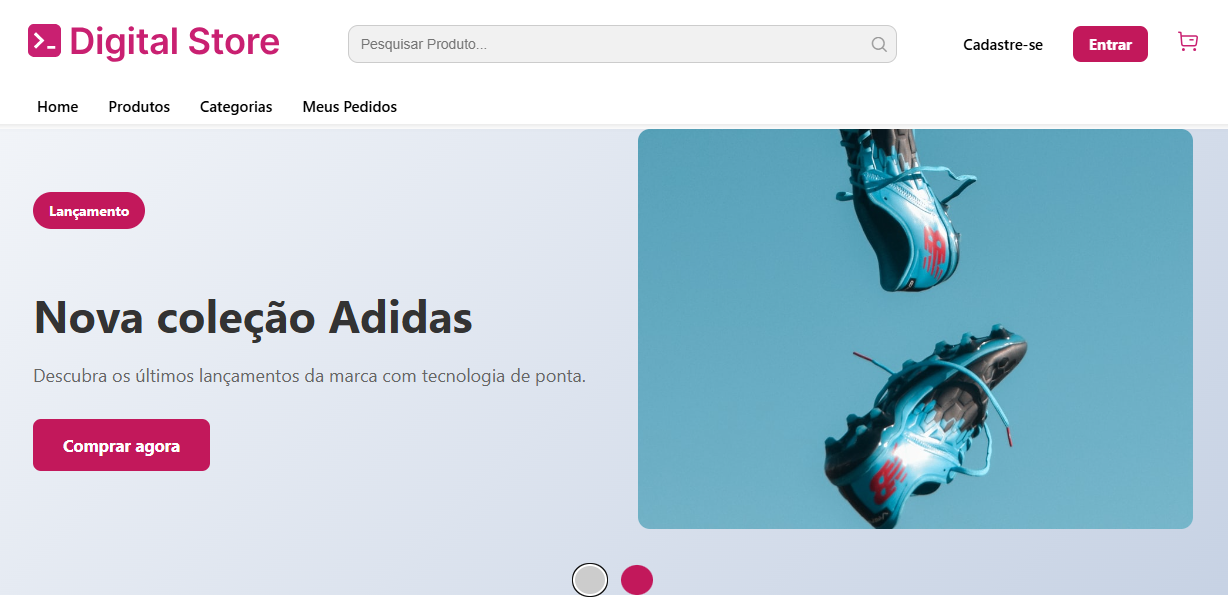 Digital Store
Pesquisar Produto...
Cadastre-se
Entrar
Home
Produtos
Categorias
Meus Pedidos
Lançamento
Nova coleção Adidas
Descubra os últimos lançamentos da marca com tecnologia de ponta.
Comprar agora